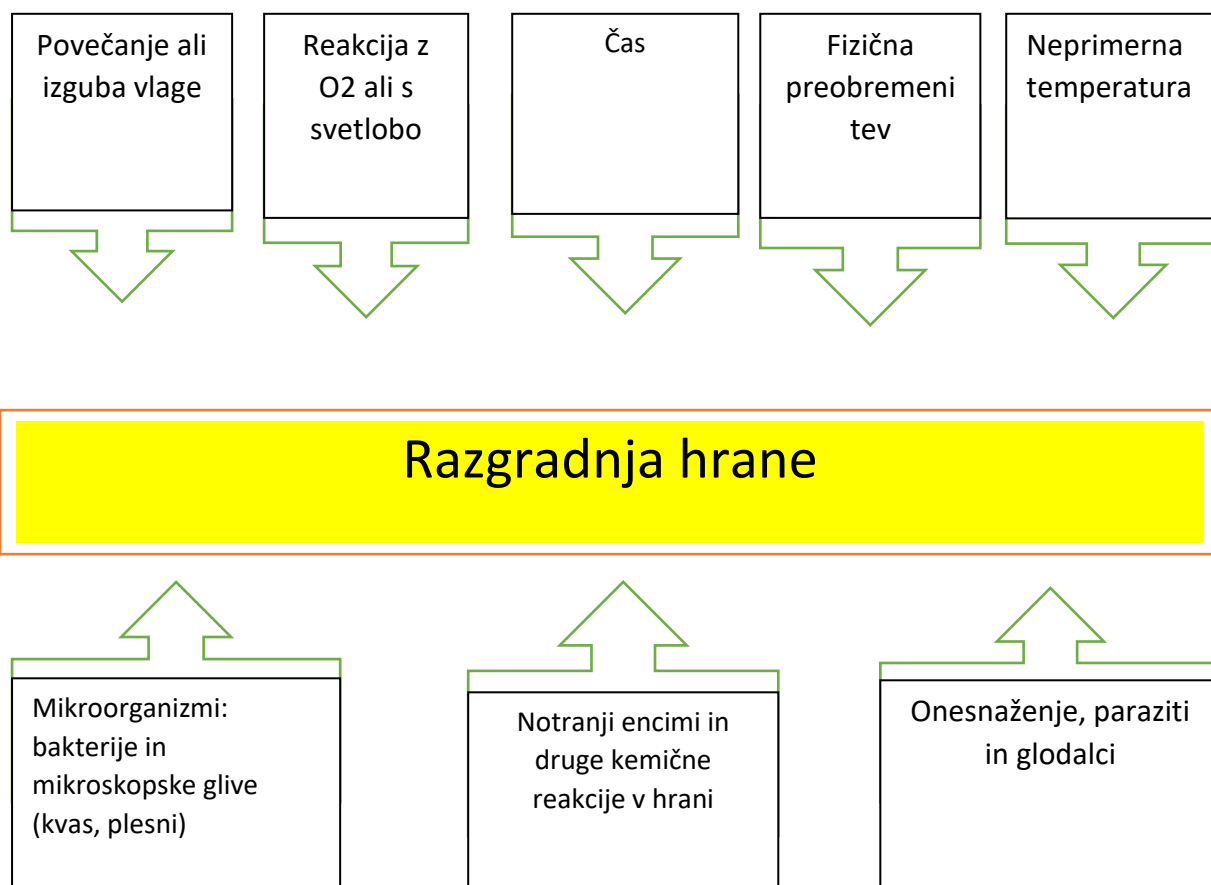 Povečanje ali
izguba vlage
Reakcija z
O2 ali s
svetlobo
Čas
Fizična
preobremeni
tev
Neprimerna
temperatura
Razgradnja hrane
Mikroorganizmi:
bakterije in
mikroskopske glive
(kvas, plesni)
Notranji encimi in
druge kemične
reakcije v hrani
Onesnaženje, paraziti
in glodalci